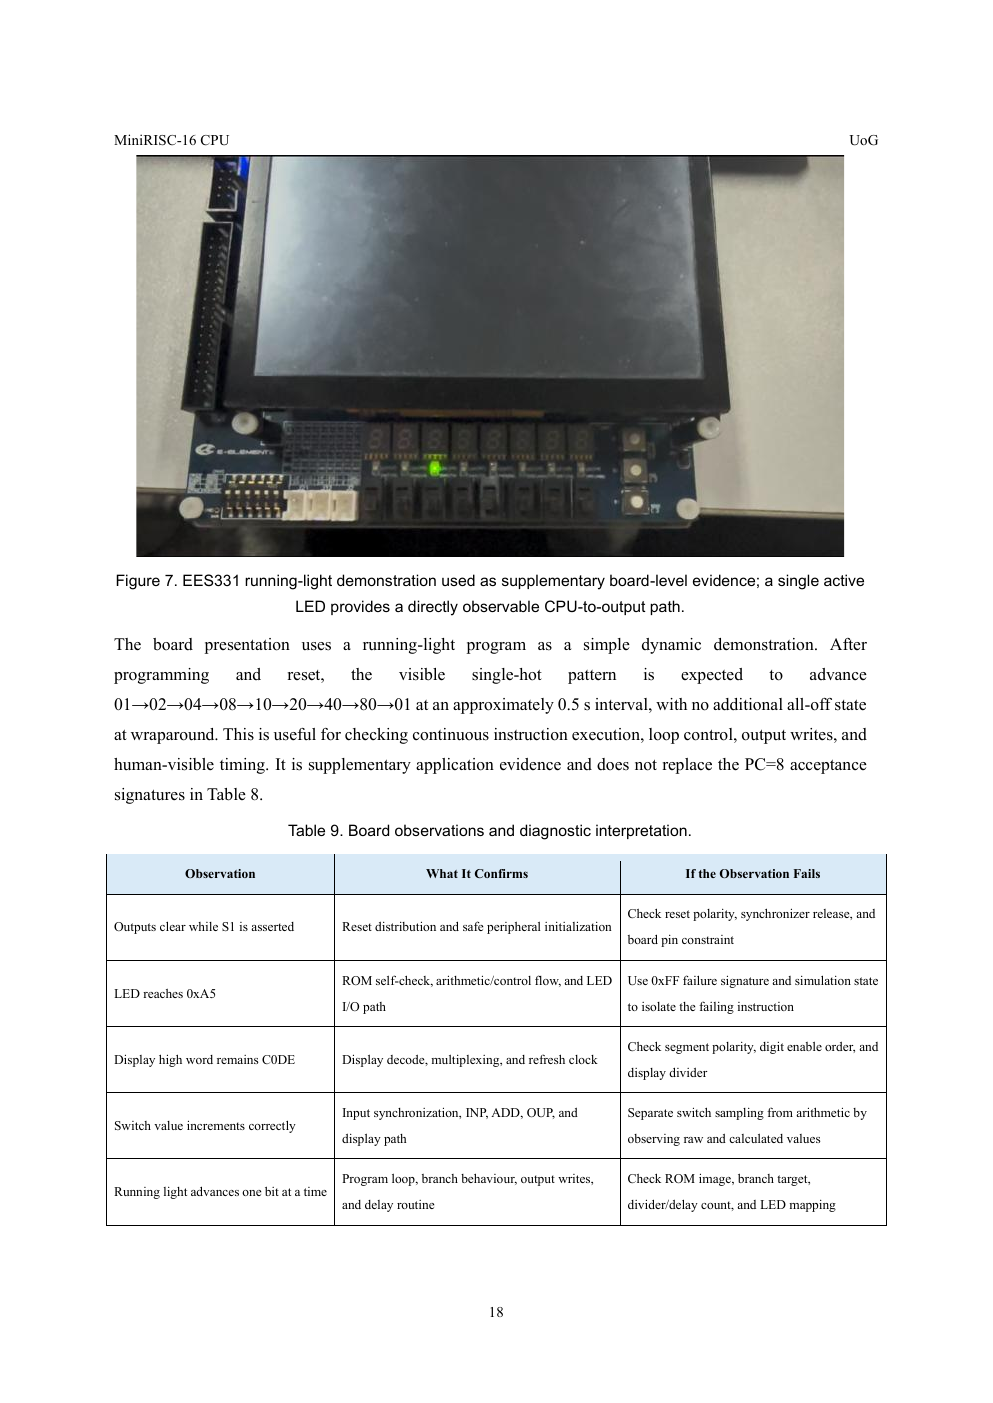 MiniRISC-16 CPU UoG
E-ELEMENTS
Figure 7. EES331 running-light demonstration used as supplementary board-level evidence; a single active
LED provides a directly observable CPU-to-output path.
The board presentation uses a running-light program as a simple dynamic demonstration. After
programming and reset, the visible single-hot pattern is expected to advance
01→02→04→08→10→20→40→80→01 at an approximately 0.5 s interval, with no additional all-off state
at wraparound. This is useful for checking continuous instruction execution, loop control, output writes, and
human-visible timing. It is supplementary application evidence and does not replace the PC=8 acceptance
signatures in Table 8.
Table 9. Board observations and diagnostic interpretation.
Observation What It Confirms If the Observation Fails
Outputs clear while S1 is asserted
Reset distribution and safe peripheral initialization
Check reset polarity, synchronizer release, and
board pin constraint
LED reaches 0xA5
ROM self-check, arithmetic/control flow, and LED
I/O path
Use 0xFF failure signature and simulation state
to isolate the failing instruction
Display high word remains C0DE
Display decode, multiplexing, and refresh clock
Check segment polarity, digit enable order, and
display divider
Switch value increments correctly
Input synchronization, INP, ADD, OUP, and
display path
Separate switch sampling from arithmetic by
observing raw and calculated values
Running light advances one bit at a time
Program loop, branch behaviour, output writes,
and delay routine
Check ROM image, branch target,
divider/delay count, and LED mapping
18